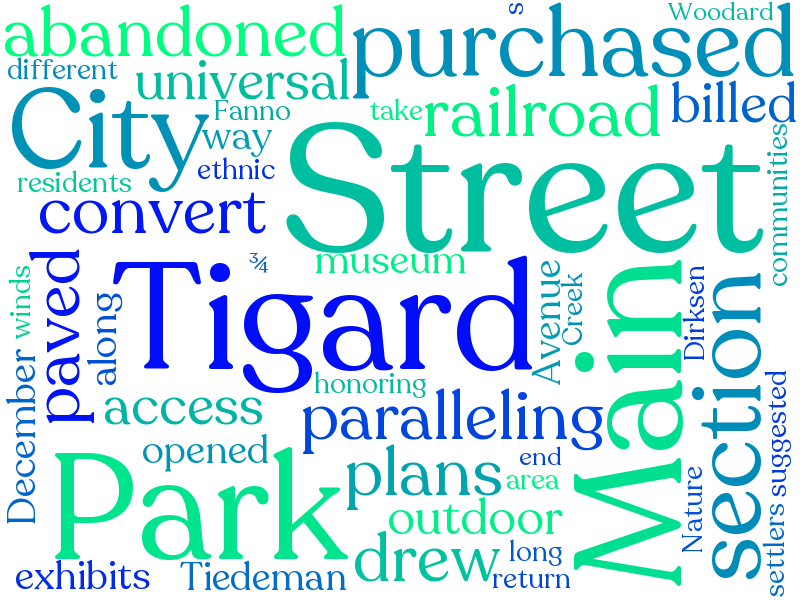 abandoned
purchased
s
Woodard
different
universal
City
Fanno
take
railroad
billed
way
ethnic
Street
communities
residents
convert
¾
museum
Tigard
winds
paved
along
Avenue
Creek
Main
Dirksen
section
December
honoring
access
paralleling
opened
plans
end
area
Park
outdoor
Nature
settlers
suggested
drew
long
return
exhibits
Tiedeman